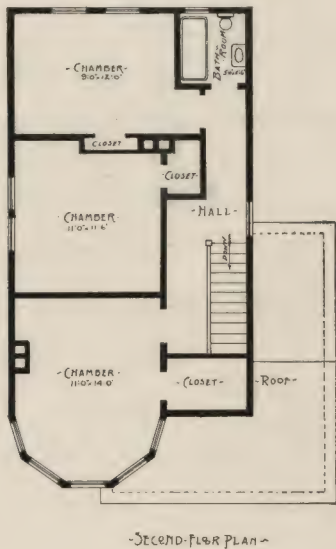 -CHAMBER-
9'0"×12'0"
BATH ROOM
CLOSET
-CLOSET-
-HALL-
-CHAMBER-
11'0"×11'6"
DOWN
-CHAMBER-
11'0"×14'0"
-CLOSET-
-ROOF-
-SECOND-FLOOR PLAN-